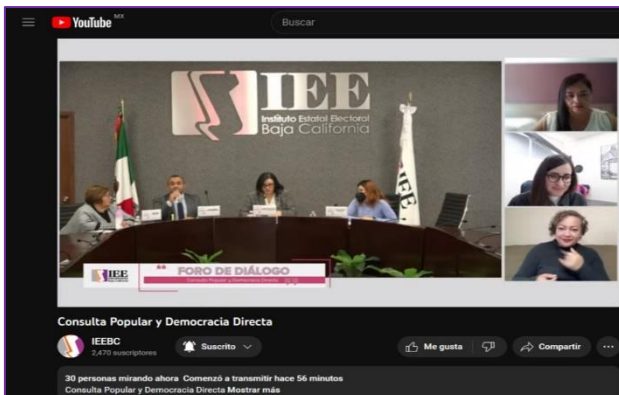 YouTube MX
Buscar
IEE
Instituto Estatal Electoral
Baja California
IEE
IEE
FORO DE DIÁLOGO
Consulta Popular y Democracia Directa
Consulta Popular y Democracia Directa
IEEBC
2,470 suscriptores
Suscrito
Me gusta
Compartir
30 personas mirando ahora Comenzó a transmitir hace 56 minutos
Consulta Popular y Democracia Directa Mostrar más